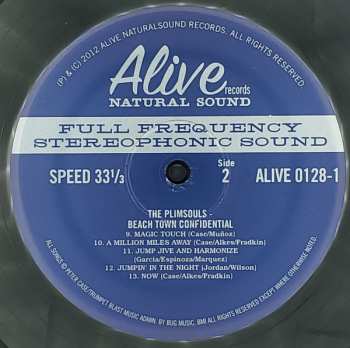 (P) & (C) 2012 ALIVE NATURALSOUND RECORDS. ALL RIGHTS RESERVED.
Alive
records
NATURAL SOUND
FULL FREQUENCY
STEREOPHONIC SOUND
SPEED 33⅓
Side
2
ALIVE 0128-1
THE PLIMSOULS -
BEACH TOWN CONFIDENTIAL
9. MAGIC TOUCH (Case/Muñoz)
10. A MILLION MILES AWAY (Case/Alkes/Fradkin)
11. JUMP JIVE AND HARMONIZE
(Garcia/Espinoza/Marquez)
12. JUMPIN' IN THE NIGHT (Jordan/Wilson)
13. NOW (Case/Alkes/Fradkin)
ALL SONGS © PETER CASE/TRUMPET BLAST MUSIC ADMIN. BY BUG MUSIC. BMI ALL RIGHTS RESERVED. EXCEPT WHERE OTHERWISE NOTED.